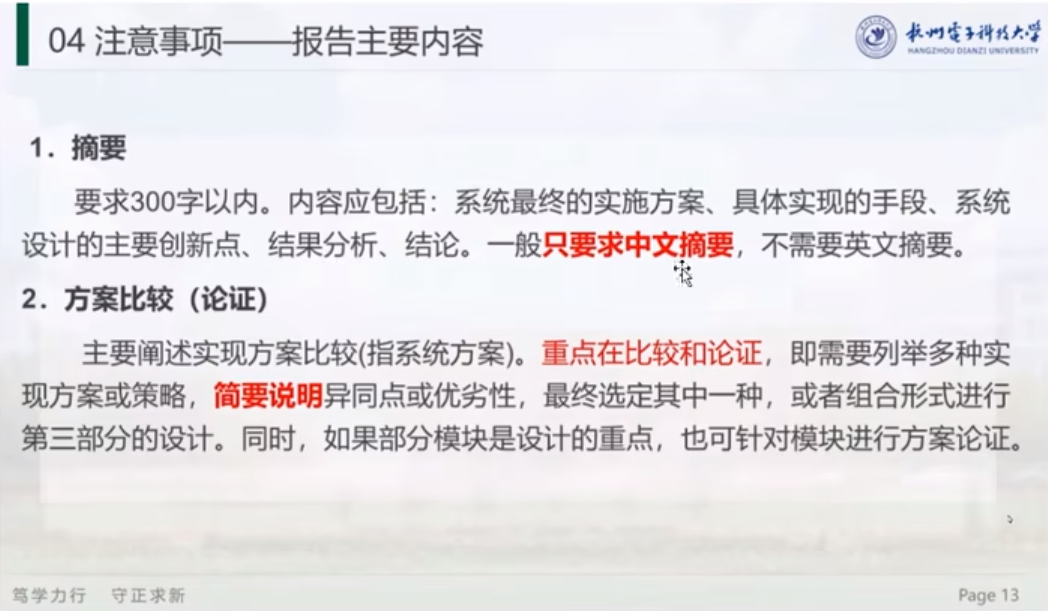 04 注意事项——报告主要内容
杭州电子科技大学
HANGZHOU DIANZI UNIVERSITY
1．摘要
要求300字以内。内容应包括：系统最终的实施方案、具体实现的手段、系统
设计的主要创新点、结果分析、结论。一般只要求中文摘要，不需要英文摘要。
2．方案比较（论证）
主要阐述实现方案比较(指系统方案)。重点在比较和论证，即需要列举多种实
现方案或策略，简要说明异同点或优劣性，最终选定其中一种，或者组合形式进行
第三部分的设计。同时，如果部分模块是设计的重点，也可针对模块进行方案论证。
笃学力行 守正求新
Page 13